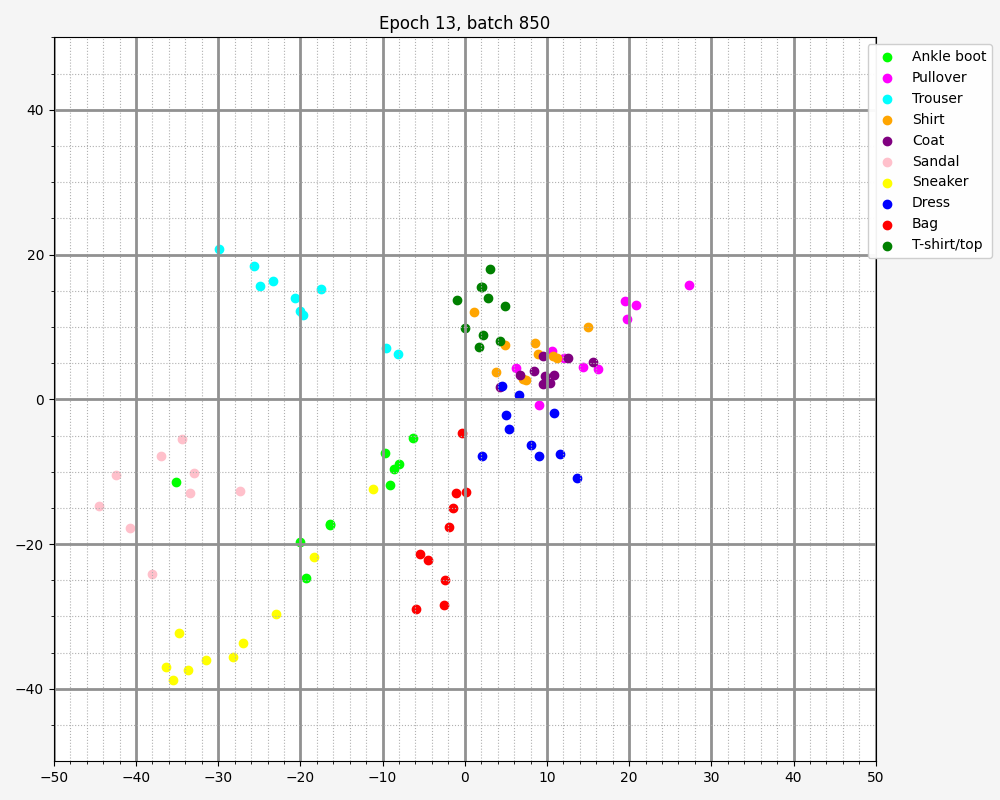 Epoch 13, batch 850
Ankle boot
Pullover
Trouser
Shirt
Coat
Sandal
Sneaker
Dress
Bag
T-shirt/top
40
20
0
−20
−40
−50
−40
−30
−20
−10
0
10
20
30
40
50